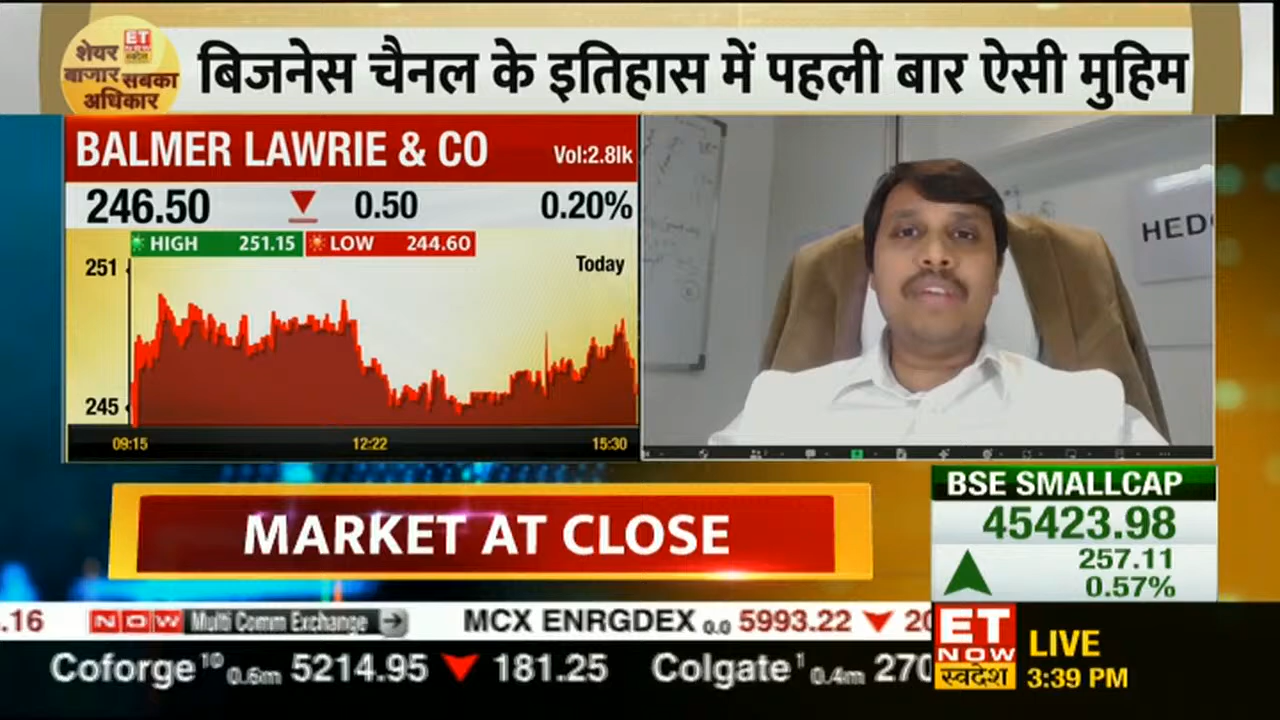 शेयर
ET
NOW
स्वदेश
बाजार सबका
अधिकार
बिजनेस चैनल के इतिहास में पहली बार ऐसी मुहिम
BALMER LAWRIE & CO Vol:2.8lk
246.50 0.50 0.20%
HIGH 251.15 LOW 244.60
251 Today
245
09:15 12:22 15:30
MARKET AT CLOSE
BSE SMALLCAP
45423.98
257.11
0.57%
.16 NOW Multi Comm Exchange MCX ENRGDEX 0.0 5993.22 20
Coforge 10 0.6m 5214.95 181.25 Colgate 1 0.4m 270
ET
NOW
स्वदेश
LIVE
3:39 PM